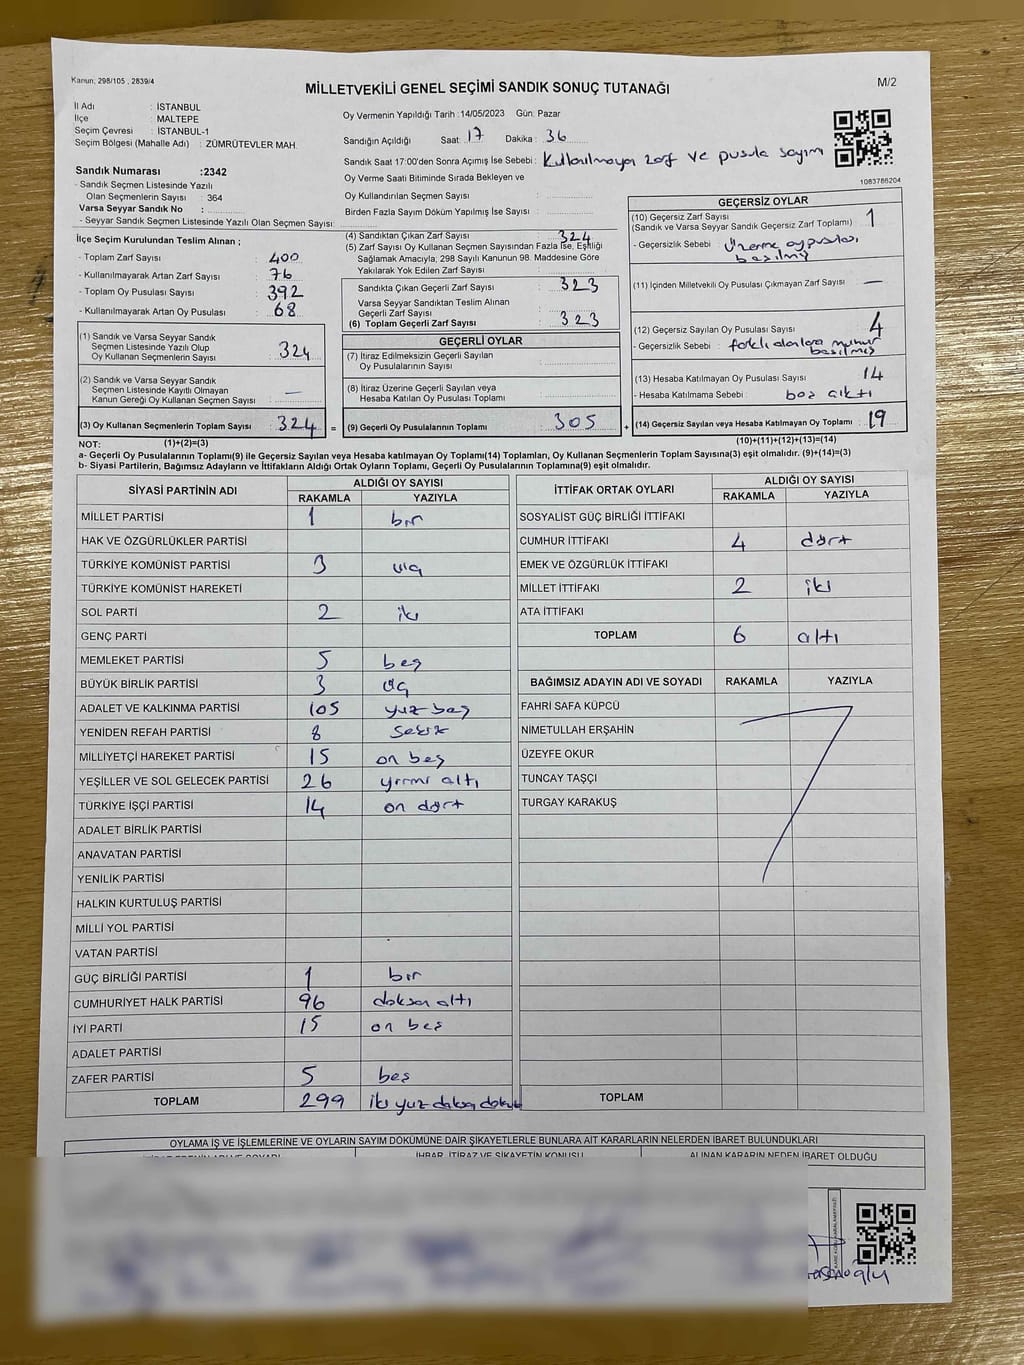 Kanun; 298/105 , 2839/4
MİLLETVEKİLİ GENEL SEÇİMİ SANDIK SONUÇ TUTANAĞI
M/2
İl Adı : İSTANBUL
İlçe : MALTEPE
Seçim Çevresi : İSTANBUL-1
Seçim Bölgesi (Mahalle Adı) : ZÜMRÜTEVLER MAH.
Oy Vermenin Yapıldığı Tarih : 14/05/2023 Gün: Pazar
Sandığın Açıldığı Saat : 17 Dakika : 36
Sandık Saat 17:00'den Sonra Açımış İse Sebebi : Kullanılmayan zarf ve pusula sayım
Oy Verme Saati Bitiminde Sırada Bekleyen ve
Oy Kullandırılan Seçmen Sayısı :
Birden Fazla Sayım Döküm Yapılmış İse Sayısı :
1083786204
Sandık Numarası :2342
- Sandık Seçmen Listesinde Yazılı
Olan Seçmenlerin Sayısı : 364
Varsa Seyyar Sandık No :
- Seyyar Sandık Seçmen Listesinde Yazılı Olan Seçmen Sayısı :
İlçe Seçim Kurulundan Teslim Alınan ;
- Toplam Zarf Sayısı : 400
- Kullanılmayarak Artan Zarf Sayısı : 76
- Toplam Oy Pusulası Sayısı : 392
- Kullanılmayarak Artan Oy Pusulası : 68
(1) Sandık ve Varsa Seyyar Sandık
Seçmen Listesinde Yazılı Olup
Oy Kullanan Seçmenlerin Sayısı : 324
(2) Sandık ve Varsa Seyyar Sandık
Seçmen Listesinde Kayıtlı Olmayan
Kanun Gereği Oy Kullanan Seçmen Sayısı : —
(3) Oy Kullanan Seçmenlerin Toplam Sayısı : 324 =
(4) Sandıktan Çıkan Zarf Sayısı : 324
(5) Zarf Sayısı Oy Kullanan Seçmen Sayısından Fazla İse, Eşitliği
Sağlamak Amacıyla; 298 Sayılı Kanunun 98. Maddesine Göre
Yakılarak Yok Edilen Zarf Sayısı :
Sandıkta Çıkan Geçerli Zarf Sayısı : 323
Varsa Seyyar Sandıktan Teslim Alınan
Geçerli Zarf Sayısı :
(6) Toplam Geçerli Zarf Sayısı : 323
GEÇERLİ OYLAR
(7) İtiraz Edilmeksizin Geçerli Sayılan
Oy Pusulalarının Sayısı :
(8) İtiraz Üzerine Geçerli Sayılan veya
Hesaba Katılan Oy Pusulası Toplamı :
(9) Geçerli Oy Pusulalarının Toplamı : 305 +
GEÇERSİZ OYLAR
(10) Geçersiz Zarf Sayısı
(Sandık ve Varsa Seyyar Sandık Geçersiz Zarf Toplamı) : 1
- Geçersizlik Sebebi : Üzerine oy pusulası
basılmış
(11) İçinden Milletvekili Oy Pusulası Çıkmayan Zarf Sayısı : —
(12) Geçersiz Sayılan Oy Pusulası Sayısı : 4
- Geçersizlik Sebebi : farklı alanlara mühür
basılmış
(13) Hesaba Katılmayan Oy Pusulası Sayısı : 14
- Hesaba Katılmama Sebebi : boş çıktı
(14) Geçersiz Sayılan veya Hesaba Katılmayan Oy Toplamı : 19
NOT: (1)+(2)=(3) (10)+(11)+(12)+(13)=(14)
a- Geçerli Oy Pusulalarının Toplamı(9) ile Geçersiz Sayılan veya Hesaba katılmayan Oy Toplamı(14) Toplamları, Oy Kullanan Seçmenlerin Toplam Sayısına(3) eşit olmalıdır. (9)+(14)=(3)
b- Siyasi Partilerin, Bağımsız Adayların ve İttifakların Aldığı Ortak Oyların Toplamı, Geçerli Oy Pusulalarının Toplamına(9) eşit olmalıdır.
SİYASİ PARTİNİN ADI ALDIĞI OY SAYISI
RAKAMLA YAZIYLA
MİLLET PARTİSİ 1 bir
HAK VE ÖZGÜRLÜKLER PARTİSİ
TÜRKİYE KOMÜNİST PARTİSİ 3 üç
TÜRKİYE KOMÜNİST HAREKETİ
SOL PARTİ 2 iki
GENÇ PARTİ
MEMLEKET PARTİSİ 5 beş
BÜYÜK BİRLİK PARTİSİ 3 üç
ADALET VE KALKINMA PARTİSİ 105 yüz beş
YENİDEN REFAH PARTİSİ 8 sekiz
MİLLİYETÇİ HAREKET PARTİSİ 15 on beş
YEŞİLLER VE SOL GELECEK PARTİSİ 26 yirmi altı
TÜRKİYE İŞÇİ PARTİSİ 14 on dört
ADALET BİRLİK PARTİSİ
ANAVATAN PARTİSİ
YENİLİK PARTİSİ
HALKIN KURTULUŞ PARTİSİ
MİLLİ YOL PARTİSİ
VATAN PARTİSİ
GÜÇ BİRLİĞİ PARTİSİ 1 bir
CUMHURİYET HALK PARTİSİ 96 doksan altı
İYİ PARTİ 15 on beş
ADALET PARTİSİ
ZAFER PARTİSİ 5 beş
TOPLAM 299 iki yüz doksan dokuz
İTTİFAK ORTAK OYLARI ALDIĞI OY SAYISI
RAKAMLA YAZIYLA
SOSYALİST GÜÇ BİRLİĞİ İTTİFAKI
CUMHUR İTTİFAKI 4 dört
EMEK VE ÖZGÜRLÜK İTTİFAKI
MİLLET İTTİFAKI 2 iki
ATA İTTİFAKI
TOPLAM 6 altı
BAĞIMSIZ ADAYIN ADI VE SOYADI RAKAMLA YAZIYLA
FAHRİ SAFA KÜPCÜ
NİMETULLAH ERŞAHİN
ÜZEYFE OKUR
TUNCAY TAŞÇI
TURGAY KARAKUŞ
TOPLAM
OYLAMA İŞ VE İŞLEMLERİNE VE OYLARIN SAYIM DÖKÜMÜNE DAİR ŞİKAYETLERLE BUNLARA AİT KARARLARIN NELERDEN İBARET BULUNDUKLARI
İHBAR, İTİRAZ VE ŞİKAYETİN KONUSU ALINAN KARARIN NEDEN İBARET OLDUĞU